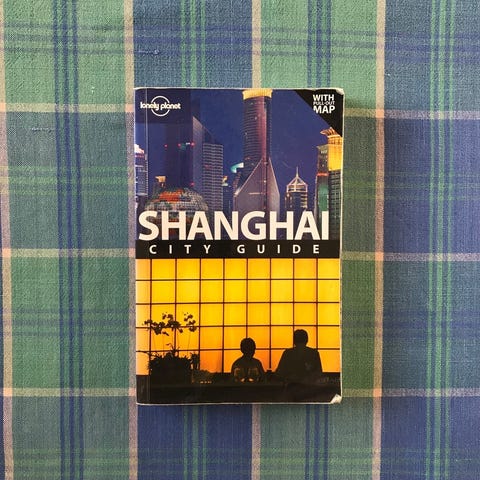 lonely planet
WITH
PULL-OUT
MAP
SHANGHAI
CITY GUIDE